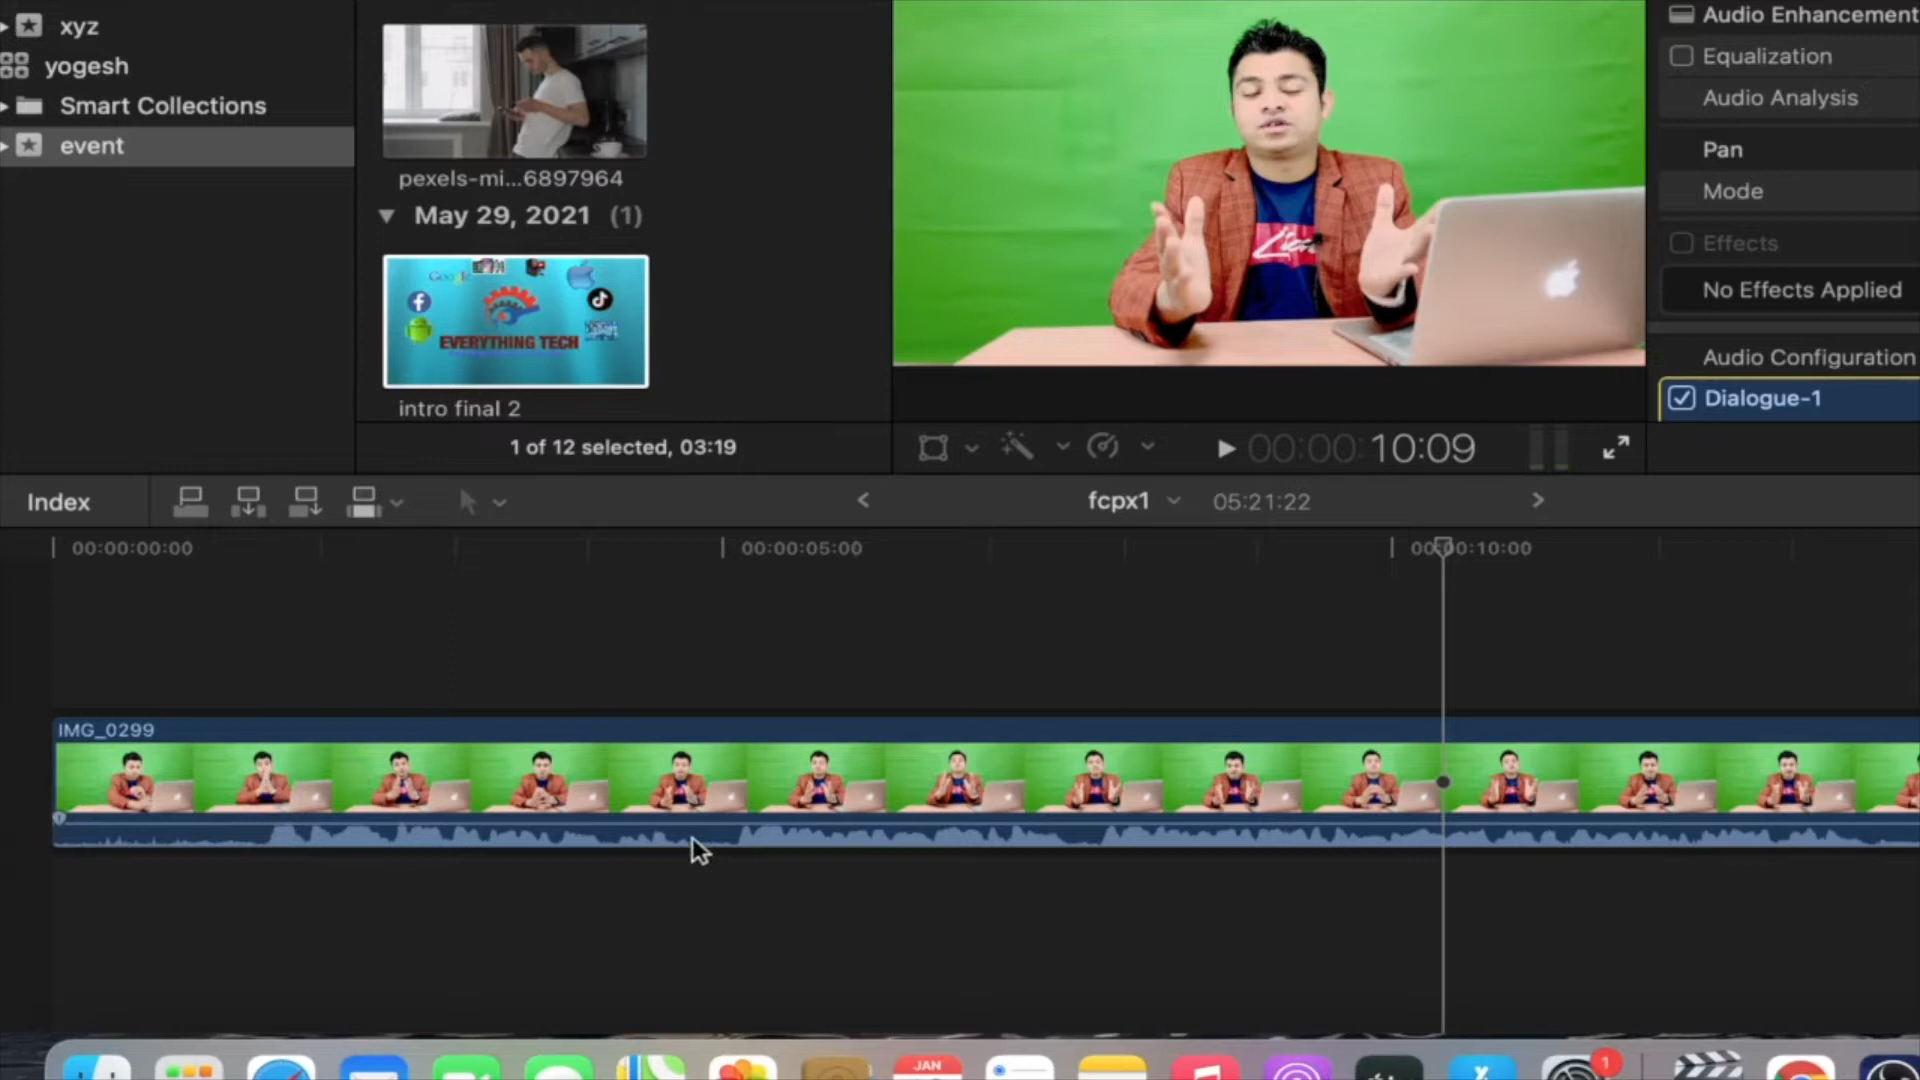 xyz
yogesh
Smart Collections
event
pexels-mi...6897964
May 29, 2021 (1)
Google
EVERYTHING TECH
intro final 2
1 of 12 selected, 03:19
Audio Enhancement
Equalization
Audio Analysis
Pan
Mode
Effects
No Effects Applied
Audio Configuration
Dialogue-1
00:00:10:09
Index
fcpx1
05:21:22
00:00:00:00
00:00:05:00
00:00:10:00
IMG_0299
JAN
1